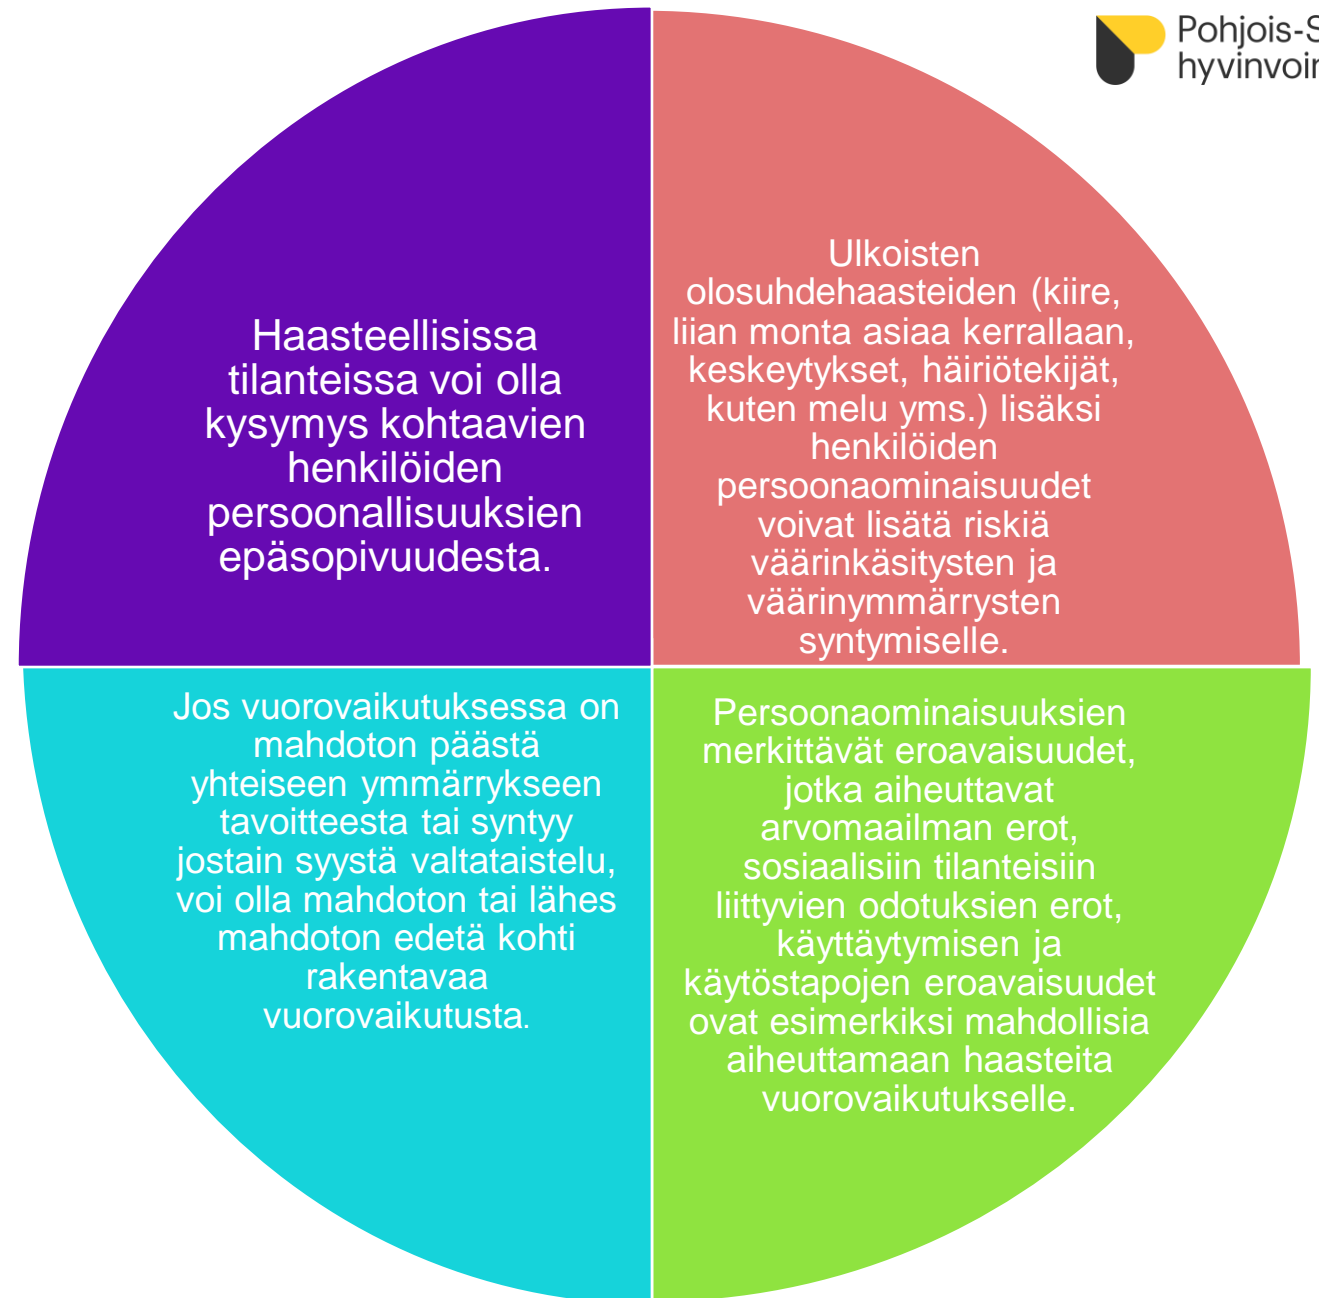 Pohjois-S
hyvinvoin
Haasteellisissa
tilanteissa voi olla
kysymys kohtaavien
henkilöiden
persoonallisuuksien
epäsopivuudesta.
Ulkoisten
olosuhdehaasteiden (kiire,
liian monta asiaa kerrallaan,
keskeytykset, häiriötekijät,
kuten melu yms.) lisäksi
henkilöiden
persoonaominaisuudet
voivat lisätä riskiä
väärinkäsitysten ja
väärinymmärrysten
syntymiselle.
Jos vuorovaikutuksessa on
mahdoton päästä
yhteiseen ymmärrykseen
tavoitteesta tai syntyy
jostain syystä valtataistelu,
voi olla mahdoton tai lähes
mahdoton edetä kohti
rakentavaa
vuorovaikutusta.
Persoonaominaisuuksien
merkittävät eroavaisuudet,
jotka aiheuttavat
arvomaailman erot,
sosiaalisiin tilanteisiin
liittyvien odotuksien erot,
käyttäytymisen ja
käytöstapojen eroavaisuudet
ovat esimerkiksi mahdollisia
aiheuttamaan haasteita
vuorovaikutukselle.